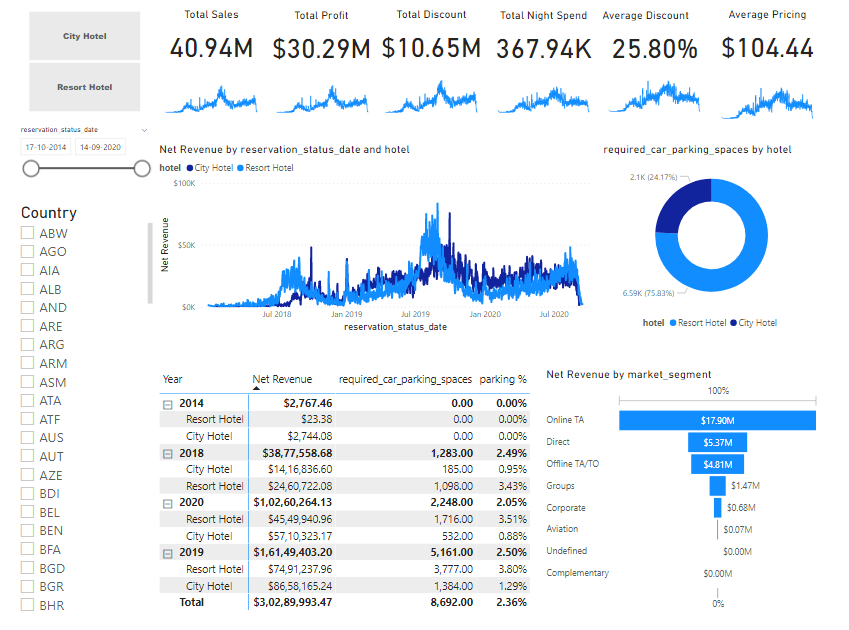 City Hotel
Resort Hotel
reservation_status_date
17-10-2014 14-09-2020
Country
ABW
AGO
AIA
ALB
AND
ARE
ARG
ARM
ASM
ATA
ATF
AUS
AUT
AZE
BDI
BEL
BEN
BFA
BGD
BGR
BHR
Total Sales
40.94M
Total Profit
$30.29M
Total Discount
$10.65M
Total Night Spend
367.94K
Average Discount
25.80%
Average Pricing
$104.44
Net Revenue by reservation_status_date and hotel
hotel City Hotel Resort Hotel
$100K
$50K
$0K
Net Revenue
Jul 2018 Jan 2019 Jul 2019 Jan 2020 Jul 2020
reservation_status_date
required_car_parking_spaces by hotel
2.1K (24.17%)
6.59K (75.83%)
hotel Resort Hotel City Hotel
Year Net Revenue required_car_parking_spaces parking %
2014 $2,767.46 0.00 0.00%
Resort Hotel $23.38 0.00 0.00%
City Hotel $2,744.08 0.00 0.00%
2018 $38,77,558.68 1,283.00 2.49%
City Hotel $14,16,836.60 185.00 0.95%
Resort Hotel $24,60,722.08 1,098.00 3.43%
2020 $1,02,60,264.13 2,248.00 2.05%
Resort Hotel $45,49,940.96 1,716.00 3.51%
City Hotel $57,10,323.17 532.00 0.88%
2019 $1,61,49,403.20 5,161.00 2.50%
Resort Hotel $74,91,237.96 3,777.00 3.80%
City Hotel $86,58,165.24 1,384.00 1.29%
Total $3,02,89,993.47 8,692.00 2.36%
Net Revenue by market_segment
100%
Online TA $17.90M
Direct $5.37M
Offline TA/TO $4.81M
Groups $1.47M
Corporate $0.68M
Aviation $0.07M
Undefined $0.00M
Complementary $0.00M
0%